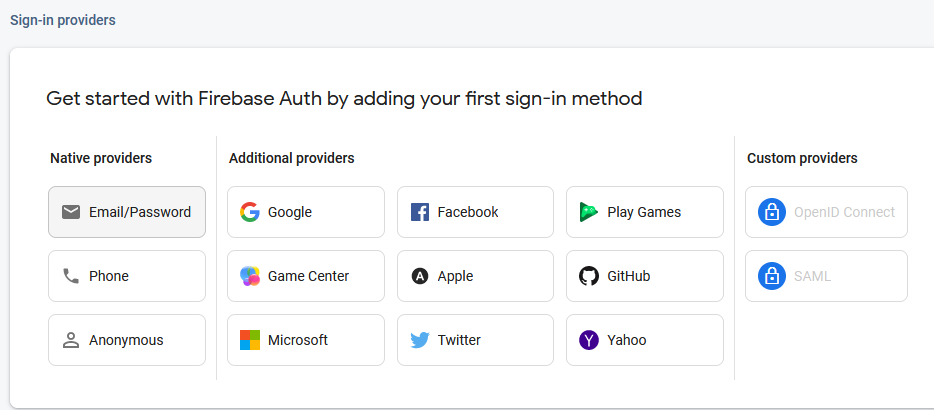 Sign-in providers
Get started with Firebase Auth by adding your first sign-in method
Native providers
Additional providers
Custom providers
Email/Password
Google
Facebook
Play Games
OpenID Connect
Phone
Game Center
Apple
GitHub
SAML
Anonymous
Microsoft
Twitter
Yahoo